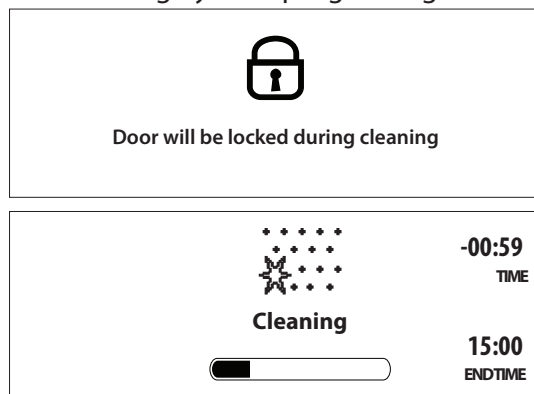 Door will be locked during cleaning
-00:59
TIME
Cleaning
15:00
ENDTIME